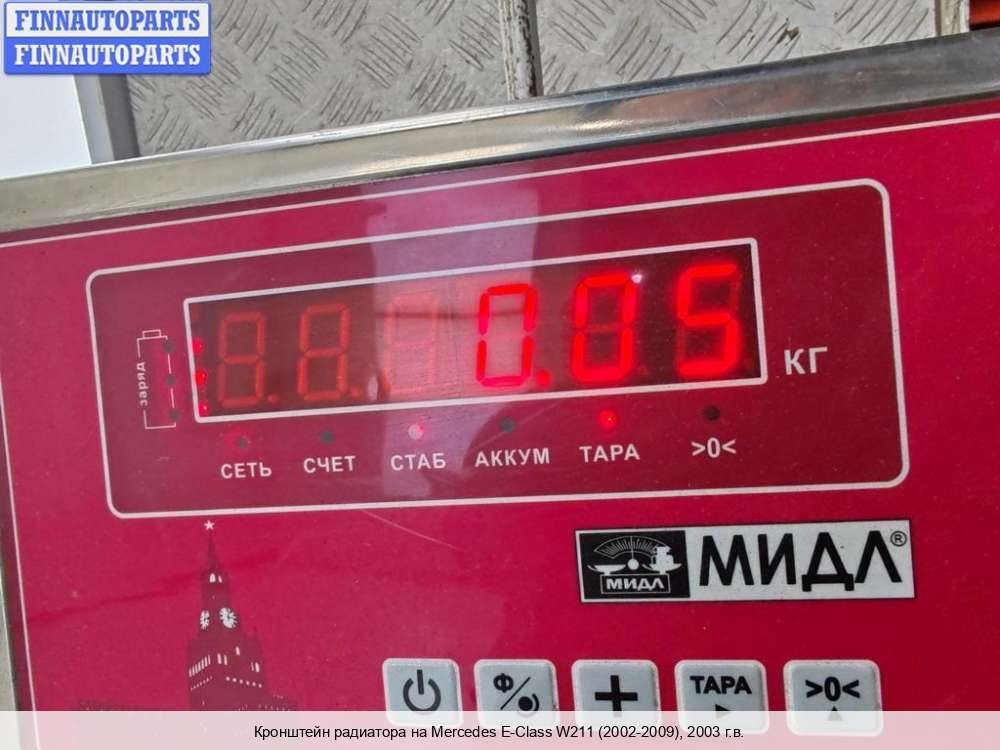 FINNAUTOPARTS
FINNAUTOPARTS
заряд
0.05 КГ
СЕТЬ СЧЕТ СТАБ АККУМ ТАРА >0<
МИДЛ МИДЛ®
Ф ТАРА >0<
Кронштейн радиатора на Mercedes E-Class W211 (2002-2009), 2003 г.в.